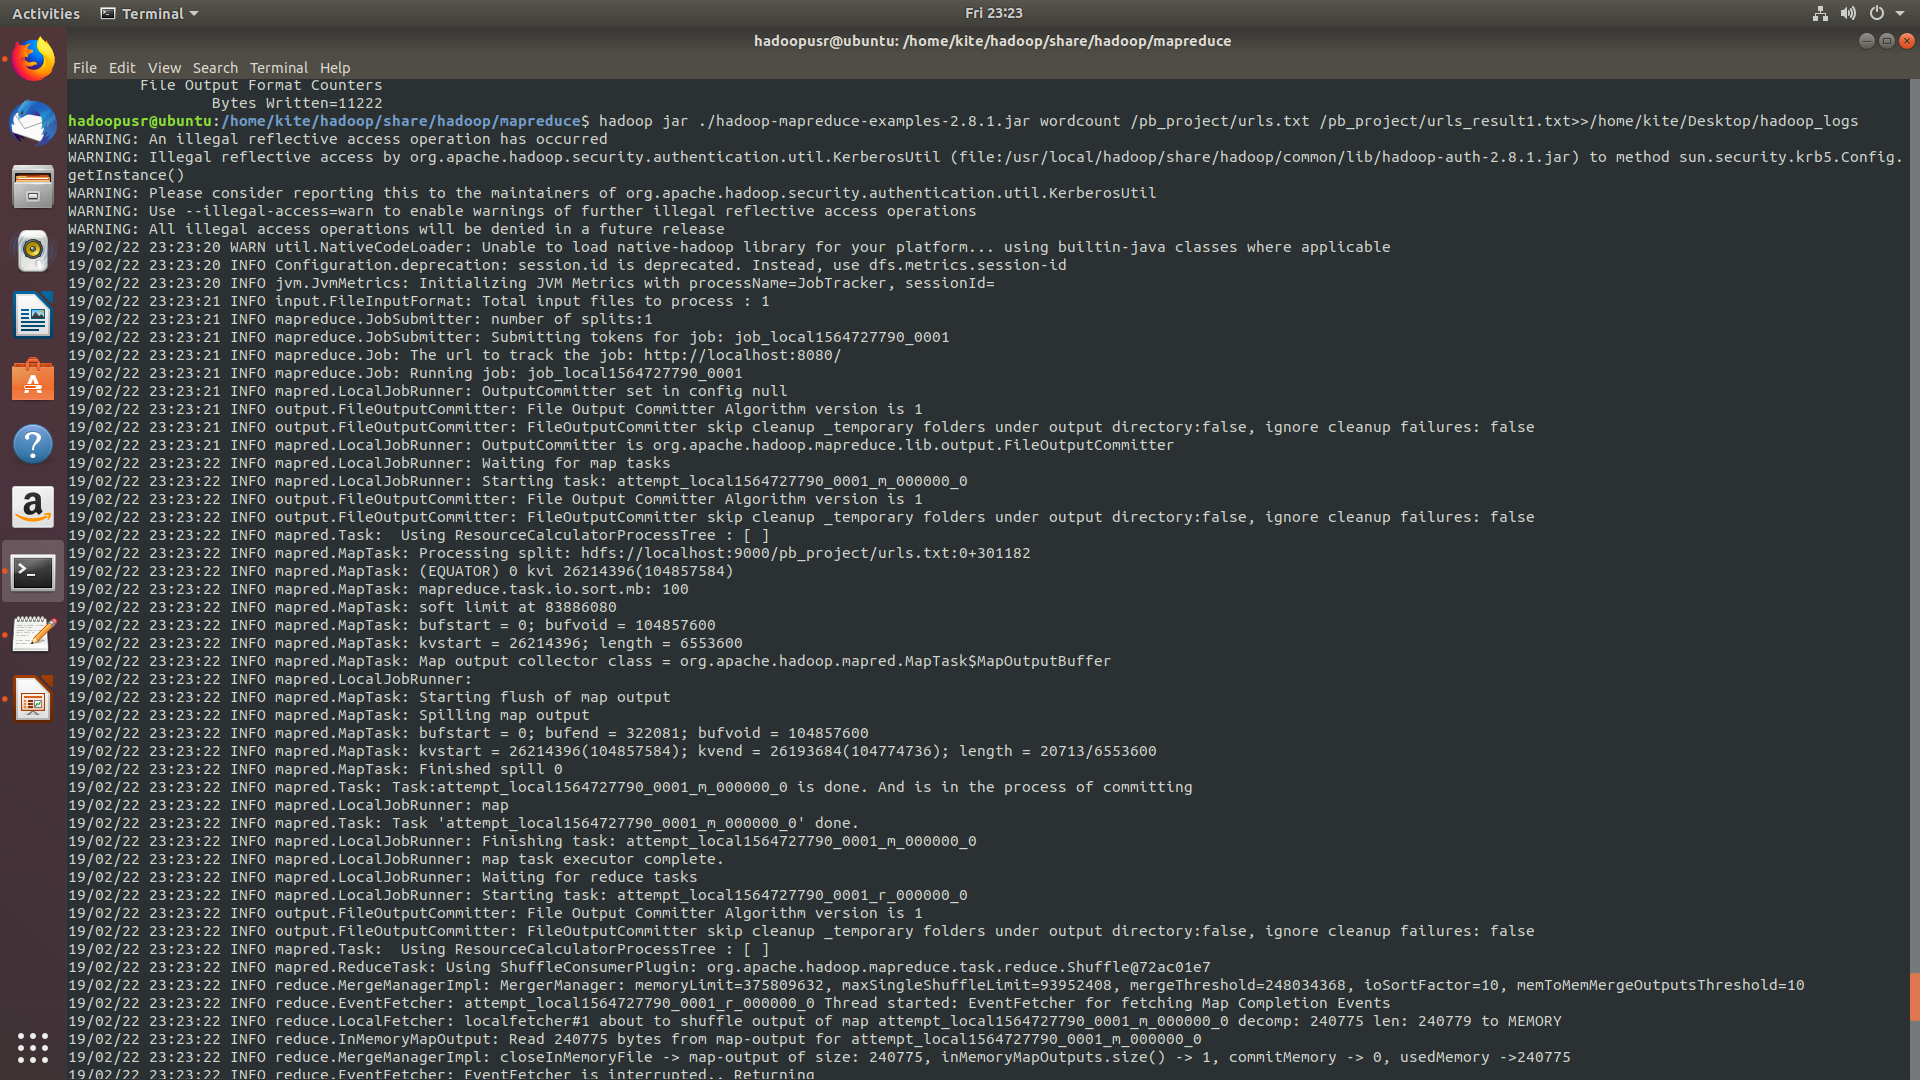 Activities
Terminal
Fri 23:23
hadoopusr@ubuntu: /home/kite/hadoop/share/hadoop/mapreduce
File Edit View Search Terminal Help
File Output Format Counters
Bytes Written=11222
hadoopusr@ubuntu:/home/kite/hadoop/share/hadoop/mapreduce$ hadoop jar ./hadoop-mapreduce-examples-2.8.1.jar wordcount /pb_project/urls.txt /pb_project/urls_result1.txt>>/home/kite/Desktop/hadoop_logs
WARNING: An illegal reflective access operation has occurred
WARNING: Illegal reflective access by org.apache.hadoop.security.authentication.util.KerberosUtil (file:/usr/local/hadoop/share/hadoop/common/lib/hadoop-auth-2.8.1.jar) to method sun.security.krb5.Config.
getInstance()
WARNING: Please consider reporting this to the maintainers of org.apache.hadoop.security.authentication.util.KerberosUtil
WARNING: Use --illegal-access=warn to enable warnings of further illegal reflective access operations
WARNING: All illegal access operations will be denied in a future release
19/02/22 23:23:20 WARN util.NativeCodeLoader: Unable to load native-hadoop library for your platform... using builtin-java classes where applicable
19/02/22 23:23:20 INFO Configuration.deprecation: session.id is deprecated. Instead, use dfs.metrics.session-id
19/02/22 23:23:20 INFO jvm.JvmMetrics: Initializing JVM Metrics with processName=JobTracker, sessionId=
19/02/22 23:23:21 INFO input.FileInputFormat: Total input files to process : 1
19/02/22 23:23:21 INFO mapreduce.JobSubmitter: number of splits:1
19/02/22 23:23:21 INFO mapreduce.JobSubmitter: Submitting tokens for job: job_local1564727790_0001
19/02/22 23:23:21 INFO mapreduce.Job: The url to track the job: http://localhost:8080/
19/02/22 23:23:21 INFO mapreduce.Job: Running job: job_local1564727790_0001
19/02/22 23:23:21 INFO mapred.LocalJobRunner: OutputCommitter set in config null
19/02/22 23:23:21 INFO output.FileOutputCommitter: File Output Committer Algorithm version is 1
19/02/22 23:23:21 INFO output.FileOutputCommitter: FileOutputCommitter skip cleanup _temporary folders under output directory:false, ignore cleanup failures: false
19/02/22 23:23:21 INFO mapred.LocalJobRunner: OutputCommitter is org.apache.hadoop.mapreduce.lib.output.FileOutputCommitter
19/02/22 23:23:22 INFO mapred.LocalJobRunner: Waiting for map tasks
19/02/22 23:23:22 INFO mapred.LocalJobRunner: Starting task: attempt_local1564727790_0001_m_000000_0
19/02/22 23:23:22 INFO output.FileOutputCommitter: File Output Committer Algorithm version is 1
19/02/22 23:23:22 INFO output.FileOutputCommitter: FileOutputCommitter skip cleanup _temporary folders under output directory:false, ignore cleanup failures: false
19/02/22 23:23:22 INFO mapred.Task:  Using ResourceCalculatorProcessTree : [ ]
19/02/22 23:23:22 INFO mapred.MapTask: Processing split: hdfs://localhost:9000/pb_project/urls.txt:0+301182
19/02/22 23:23:22 INFO mapred.MapTask: (EQUATOR) 0 kvi 26214396(104857584)
19/02/22 23:23:22 INFO mapred.MapTask: mapreduce.task.io.sort.mb: 100
19/02/22 23:23:22 INFO mapred.MapTask: soft limit at 83886080
19/02/22 23:23:22 INFO mapred.MapTask: bufstart = 0; bufvoid = 104857600
19/02/22 23:23:22 INFO mapred.MapTask: kvstart = 26214396; length = 6553600
19/02/22 23:23:22 INFO mapred.MapTask: Map output collector class = org.apache.hadoop.mapred.MapTask$MapOutputBuffer
19/02/22 23:23:22 INFO mapred.LocalJobRunner:
19/02/22 23:23:22 INFO mapred.MapTask: Starting flush of map output
19/02/22 23:23:22 INFO mapred.MapTask: Spilling map output
19/02/22 23:23:22 INFO mapred.MapTask: bufstart = 0; bufend = 322081; bufvoid = 104857600
19/02/22 23:23:22 INFO mapred.MapTask: kvstart = 26214396(104857584); kvend = 26193684(104774736); length = 20713/6553600
19/02/22 23:23:22 INFO mapred.MapTask: Finished spill 0
19/02/22 23:23:22 INFO mapred.Task: Task:attempt_local1564727790_0001_m_000000_0 is done. And is in the process of committing
19/02/22 23:23:22 INFO mapred.LocalJobRunner: map
19/02/22 23:23:22 INFO mapred.Task: Task 'attempt_local1564727790_0001_m_000000_0' done.
19/02/22 23:23:22 INFO mapred.LocalJobRunner: Finishing task: attempt_local1564727790_0001_m_000000_0
19/02/22 23:23:22 INFO mapred.LocalJobRunner: map task executor complete.
19/02/22 23:23:22 INFO mapred.LocalJobRunner: Waiting for reduce tasks
19/02/22 23:23:22 INFO mapred.LocalJobRunner: Starting task: attempt_local1564727790_0001_r_000000_0
19/02/22 23:23:22 INFO output.FileOutputCommitter: File Output Committer Algorithm version is 1
19/02/22 23:23:22 INFO output.FileOutputCommitter: FileOutputCommitter skip cleanup _temporary folders under output directory:false, ignore cleanup failures: false
19/02/22 23:23:22 INFO mapred.Task:  Using ResourceCalculatorProcessTree : [ ]
19/02/22 23:23:22 INFO mapred.ReduceTask: Using ShuffleConsumerPlugin: org.apache.hadoop.mapreduce.task.reduce.Shuffle@72ac01e7
19/02/22 23:23:22 INFO reduce.MergeManagerImpl: MergerManager: memoryLimit=375809632, maxSingleShuffleLimit=93952408, mergeThreshold=248034368, ioSortFactor=10, memToMemMergeOutputsThreshold=10
19/02/22 23:23:22 INFO reduce.EventFetcher: attempt_local1564727790_0001_r_000000_0 Thread started: EventFetcher for fetching Map Completion Events
19/02/22 23:23:22 INFO reduce.LocalFetcher: localfetcher#1 about to shuffle output of map attempt_local1564727790_0001_m_000000_0 decomp: 240775 len: 240779 to MEMORY
19/02/22 23:23:22 INFO reduce.InMemoryMapOutput: Read 240775 bytes from map-output for attempt_local1564727790_0001_m_000000_0
19/02/22 23:23:22 INFO reduce.MergeManagerImpl: closeInMemoryFile -> map-output of size: 240775, inMemoryMapOutputs.size() -> 1, commitMemory -> 0, usedMemory ->240775
19/02/22 23:23:22 INFO reduce.EventFetcher: EventFetcher is interrupted.. Returning